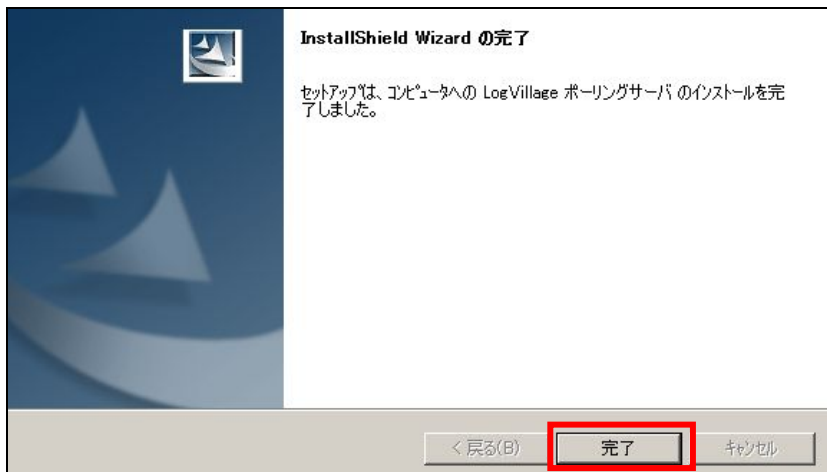 InstallShield Wizard の完了
セットアップは、コンピュータへの LogVillage ポーリングサーバ のインストールを完
了しました。
< 戻る(B)
完了
キャンセル